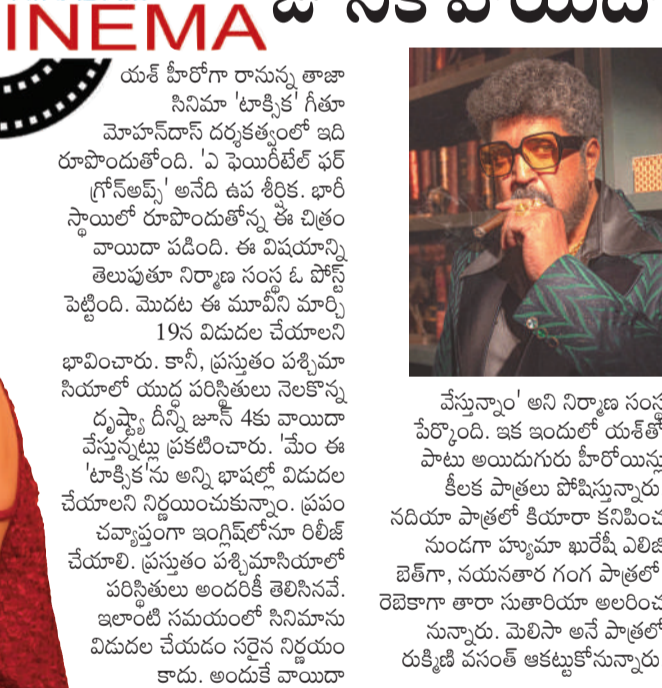 INEMA
యశ్ హీరోగా రానున్న తాజా
సినిమా 'టాక్సిక' గీతూ
మోహన్‌దాస్ దర్శకత్వంలో ఇది
రూపొందుతోంది. 'ఎ ఫెయిరీటేల్ ఫర్
గ్రోన్అప్స్' అనేది ఉప శీర్షిక. భారీ
స్థాయిలో రూపొందుతోన్న ఈ చిత్రం
వాయిదా పడింది. ఈ విషయాన్ని
తెలుపుతూ నిర్మాణ సంస్థ ఓ పోస్ట్
పెట్టింది. మొదట ఈ మూవీని మార్చి
19న విడుదల చేయాలని
భావించారు. కానీ, ప్రస్తుతం పశ్చిమా
సియాలో యుద్ధ పరిస్థితులు నెలకొన్న
దృష్ట్యా దీన్ని జూన్ 4కు వాయిదా
వేస్తున్నట్లు ప్రకటించారు. 'మేం ఈ
'టాక్సిక'ను అన్ని భాషల్లో విడుదల
చేయాలని నిర్ణయించుకున్నాం. ప్రపం
చవ్యాప్తంగా ఇంగ్లిష్‌లోనూ రిలీజ్
చేయాలి. ప్రస్తుతం పశ్చిమాసియాలో
పరిస్థితులు అందరికీ తెలిసినవే.
ఇలాంటి సమయంలో సినిమాను
విడుదల చేయడం సరైన నిర్ణయం
కాదు. అందుకే వాయిదా
వేస్తున్నాం' అని నిర్మాణ సంస్థ
పేర్కొంది. ఇక ఇందులో యశ్‌తో
పాటు అయిదుగురు హీరోయిన్లు
కీలక పాత్రలు పోషిస్తున్నారు
నదియా పాత్రలో కియారా కనిపించ
నుండగా హ్యుమా ఖురేషీ ఎలిజ
బెత్‌గా, నయనతార గంగ పాత్రలో
రెబెకాగా తారా సుతారియా అలరించ
నున్నారు. మెలిసా అనే పాత్రలో
రుక్మిణి వసంత్ ఆకట్టుకోనున్నారు